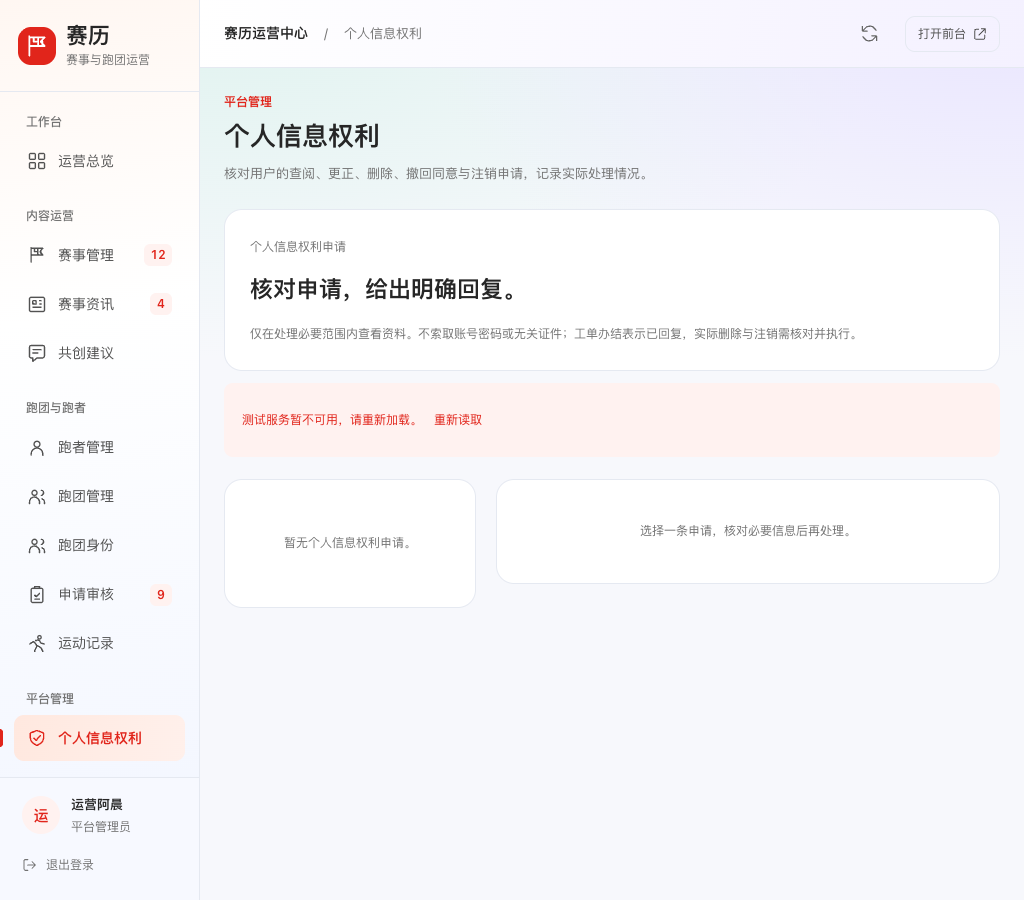 赛历
赛事与跑团运营
工作台
运营总览
内容运营
赛事管理 12
赛事资讯 4
共创建议
跑团与跑者
跑者管理
跑团管理
跑团身份
申请审核 9
运动记录
平台管理
个人信息权利
运
运营阿晨
平台管理员
退出登录
赛历运营中心 / 个人信息权利
打开前台
平台管理
个人信息权利
核对用户的查阅、更正、删除、撤回同意与注销申请，记录实际处理情况。
个人信息权利申请
核对申请，给出明确回复。
仅在处理必要范围内查看资料。不索取账号密码或无关证件；工单办结表示已回复，实际删除与注销需核对并执行。
测试服务暂不可用，请重新加载。 重新读取
暂无个人信息权利申请。
选择一条申请，核对必要信息后再处理。